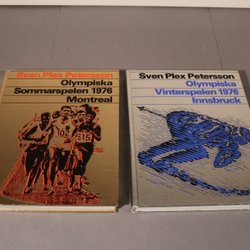 Sven Plex Petersson
Olympiska
Sommarspelen 1976
Montreal
Sven Plex Petersson
Olympiska
Vinterspelen 1976
Innsbruck